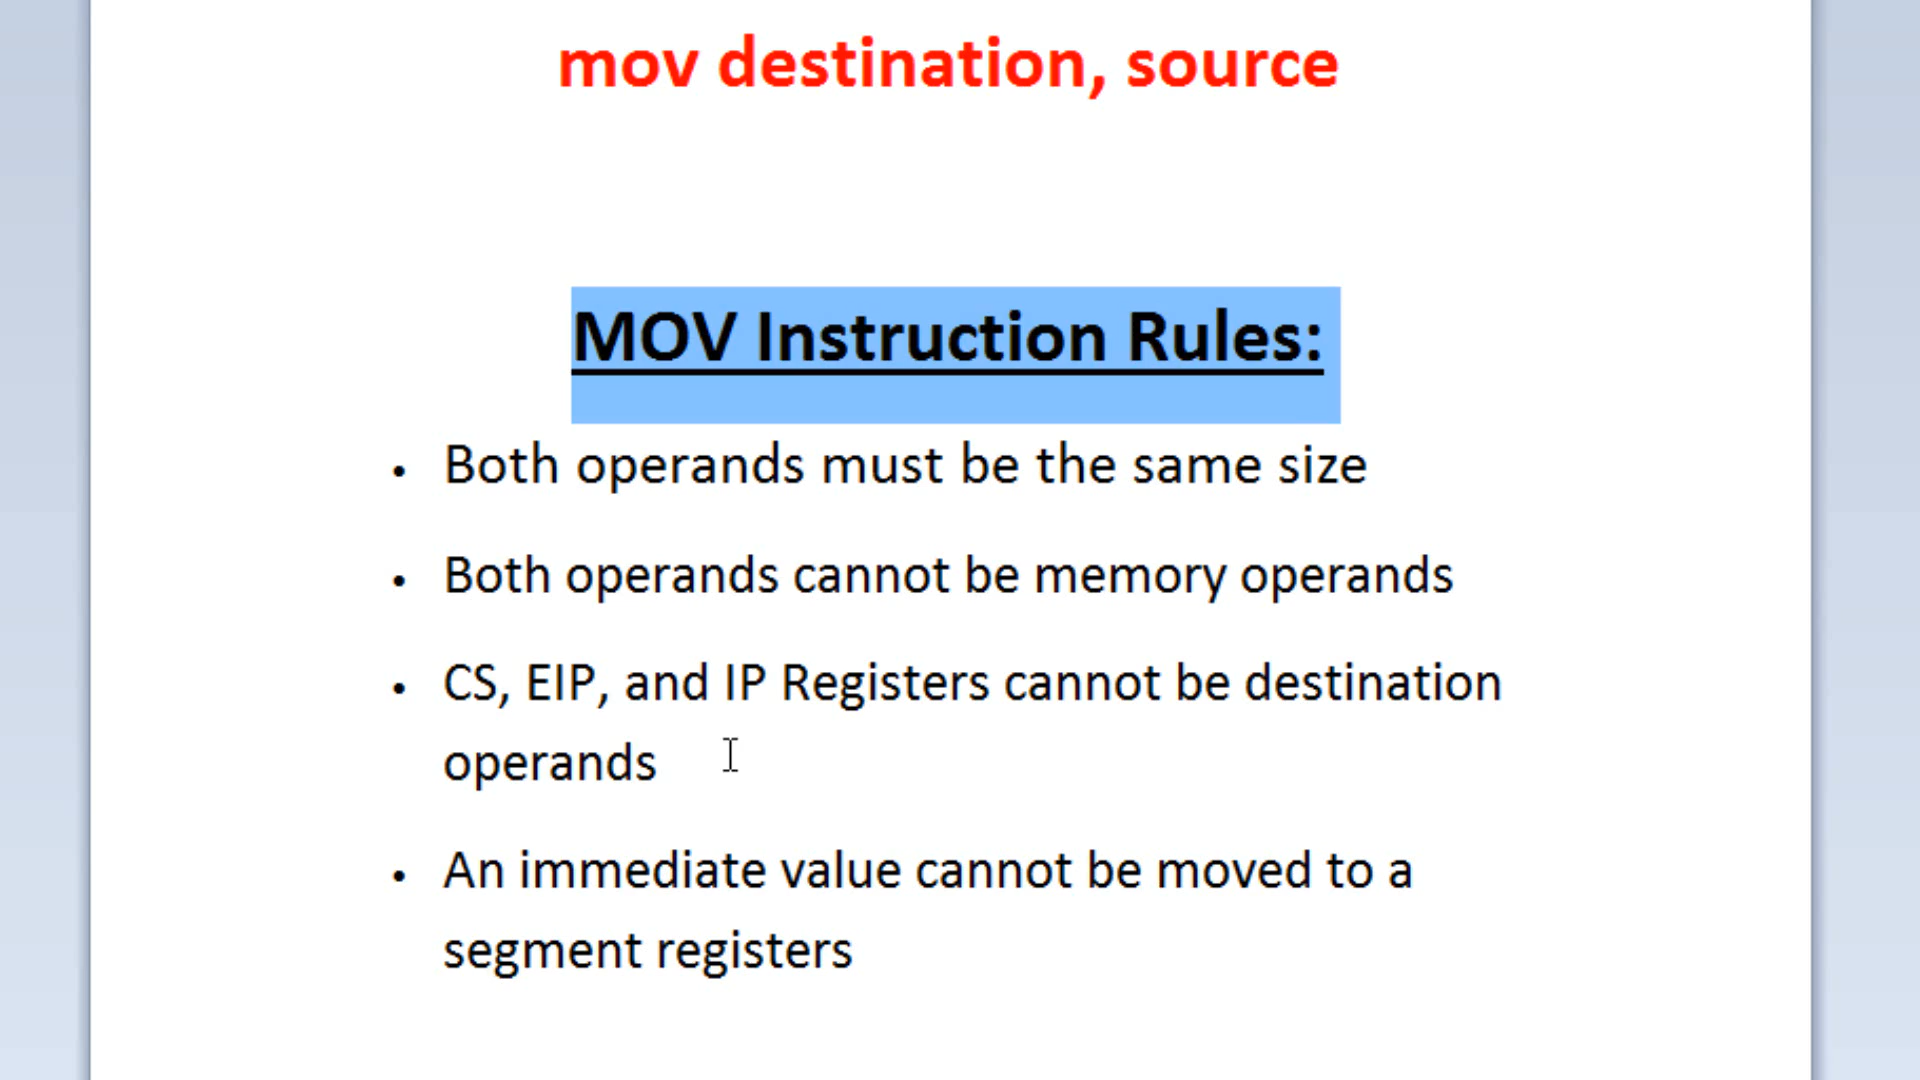 mov destination, source
MOV Instruction Rules:
• Both operands must be the same size
• Both operands cannot be memory operands
• CS, EIP, and IP Registers cannot be destination
operands
• An immediate value cannot be moved to a
segment registers